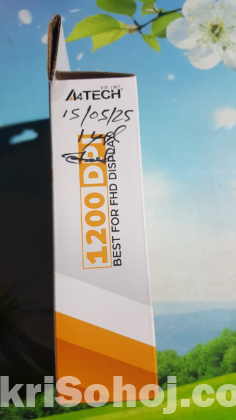 A4TECH
15/05/25
1200 DPI
BEST FOR FHD DISPLAY
kriSohoj.co